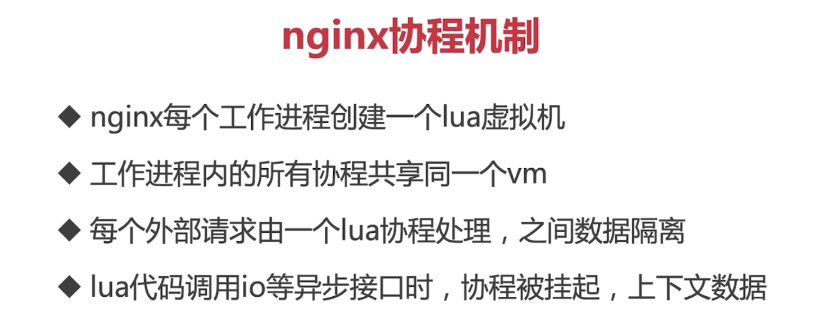 nginx协程机制
◆ nginx每个工作进程创建一个lua虚拟机
◆ 工作进程内的所有协程共享同一个vm
◆ 每个外部请求由一个lua协程处理，之间数据隔离
◆ lua代码调用io等异步接口时，协程被挂起，上下文数据